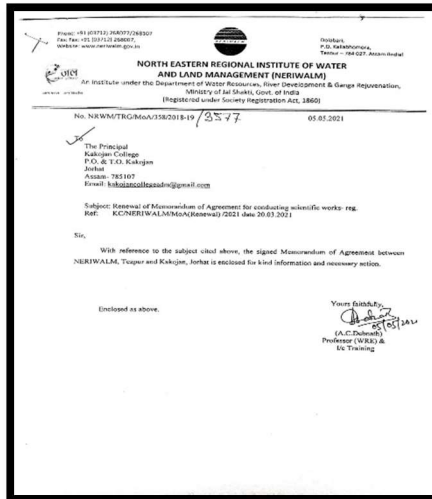 Phone: +91 (03712) 268077/268107
Fax: +91 (03712) 268007,
Website: www.neriwalm.gov.in
Dolabari,
P.O. Kaliabhomora,
Tezpur – 784 027, Assam (India)
NERIWALM
NORTH EASTERN REGIONAL INSTITUTE OF WATER
AND LAND MANAGEMENT (NERIWALM)
An Institute under the Department of Water Resources, River Development & Ganga Rejuvenation,
Ministry of Jal Shakti, Govt. of India
(Registered under Society Registration Act, 1860)
No. NRWM/TRG/MoA/358/2018-19/3577
05.05.2021
To
The Principal
Kakojan College
P.O. & T.O. Kakojan
Jorhat
Assam- 785107
Email: kakojancollegeadm@gmail.com
Subject: Renewal of Memorandum of Agreement for conducting scientific works- reg.
Ref: KC/NERIWALM/MoA(Renewal) /2021 date 20.03.2021
Sir,
With reference to the subject cited above, the signed Memorandum of Agreement between
NERIWALM, Tezpur and Kakojan, Jorhat is enclosed for kind information and necessary action.
Enclosed as above.
Yours faithfully,
05/05/2021
(A.C.Debnath)
Professor (WRE) &
I/c Training